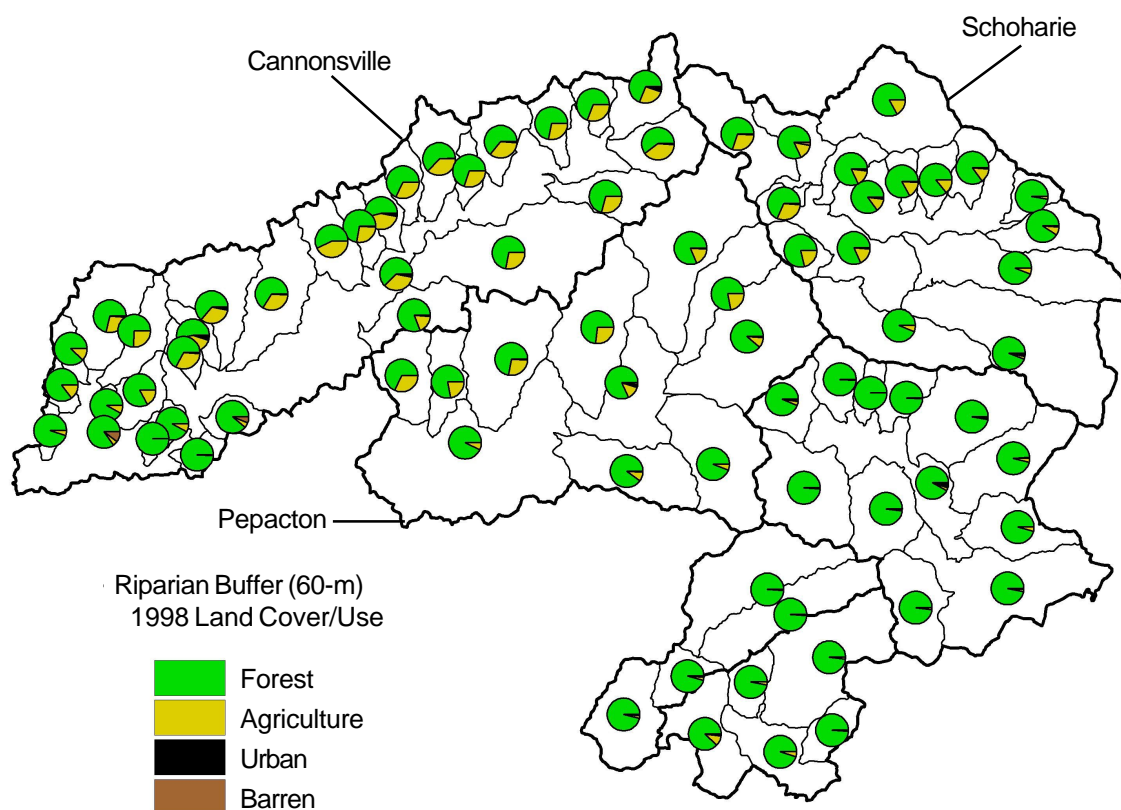 Schoharie
Cannonsville
Pepacton
Riparian Buffer (60-m)
1998 Land Cover/Use
Forest
Agriculture
Urban
Barren